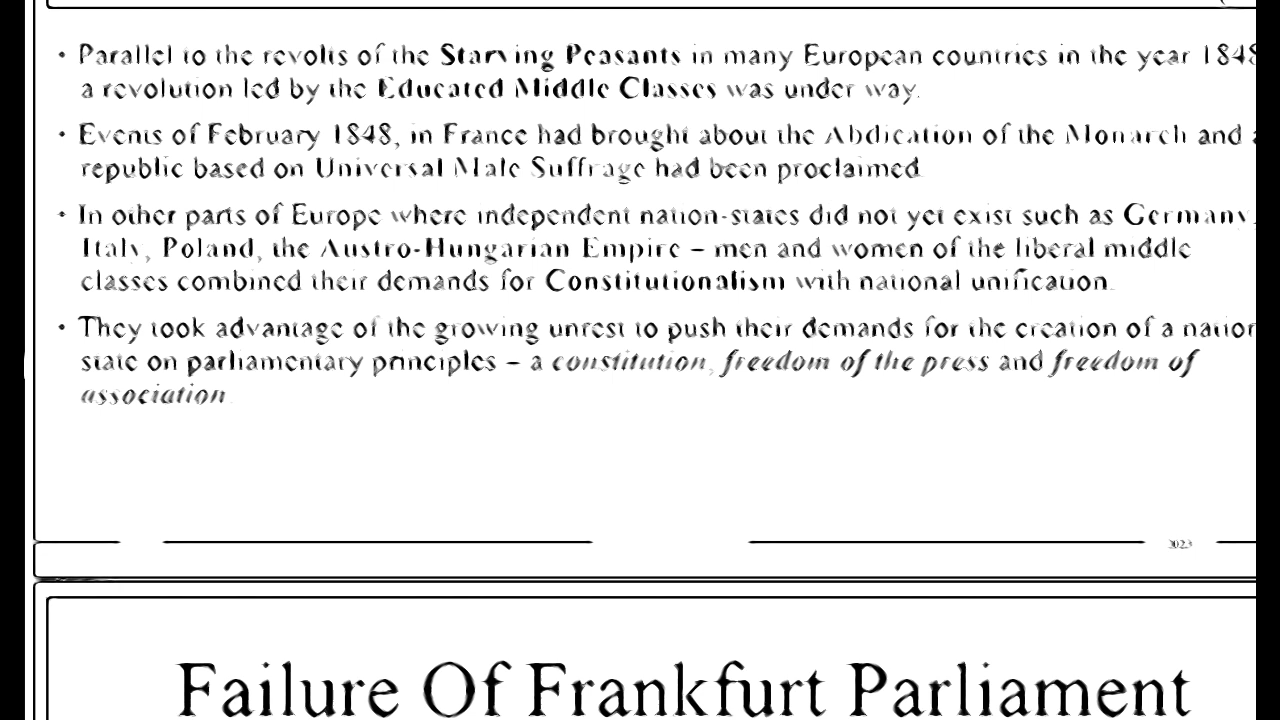 • Parallel to the revolts of the Starving Peasants in many European countries in the year 1848
a revolution led by the Educated Middle Classes was under way.
• Events of February 1848, in France had brought about the Abdication of the Monarch and a
republic based on Universal Male Suffrage had been proclaimed.
• In other parts of Europe where independent nation-states did not yet exist such as Germany,
Italy, Poland, the Austro-Hungarian Empire – men and women of the liberal middle
classes combined their demands for Constitutionalism with national unification.
• They took advantage of the growing unrest to push their demands for the creation of a nation
state on parliamentary principles – a constitution, freedom of the press and freedom of
association.
2023
Failure Of Frankfurt Parliament